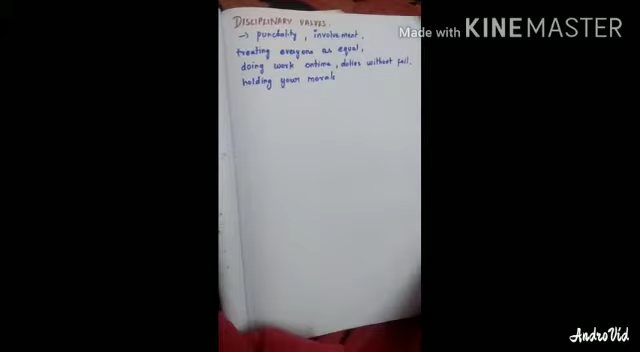 DISCIPLINARY VALUES.
→ punctuality, involvement,
treating everyone as equal,
doing work ontime, duties without fail.
holding your morals
Made with KINEMASTER
AndroVid